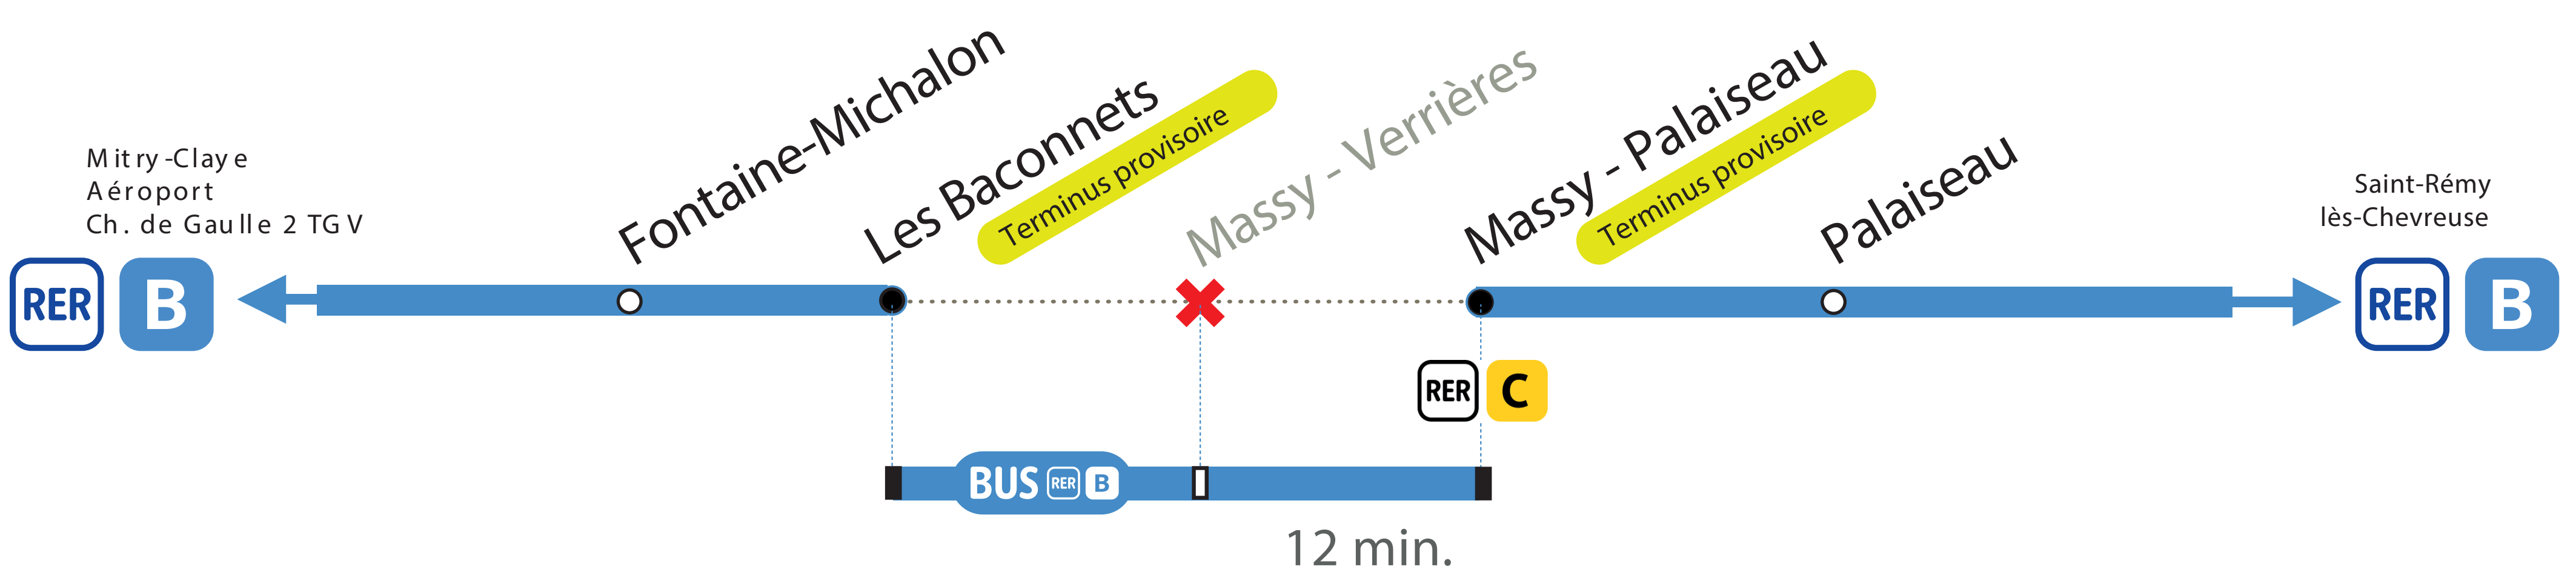 Mitry-Claye
Aéroport
Ch. de Gaulle 2 TGV
RER B
Fontaine-Michalon
Les Baconnets
Terminus provisoire
Massy - Verrières
Massy - Palaiseau
Terminus provisoire
Palaiseau
Saint-Rémy
lès-Chevreuse
RER B
RER C
BUS RER B
12 min.